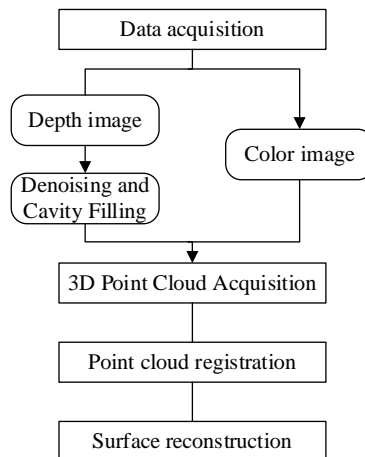 Data acquisition
Depth image
Color image
Denoising and
Cavity Filling
3D Point Cloud Acquisition
Point cloud registration
Surface reconstruction